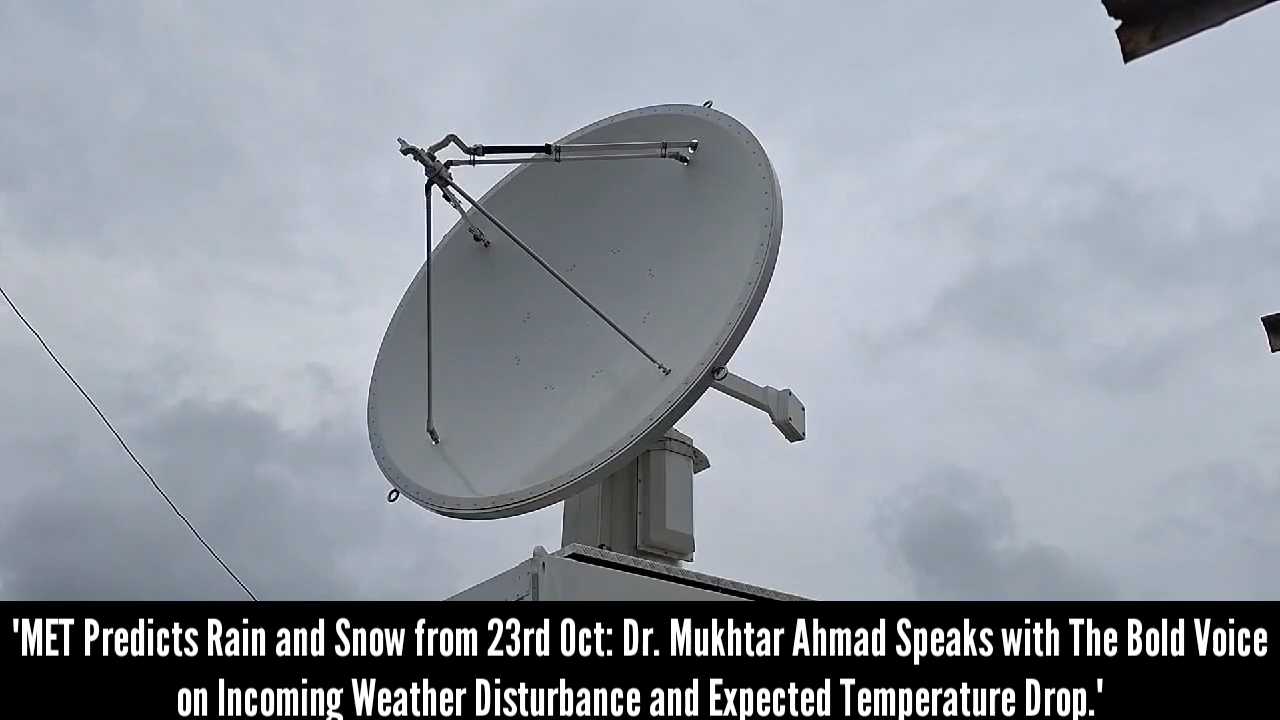 'MET Predicts Rain and Snow from 23rd Oct: Dr. Mukhtar Ahmad Speaks with The Bold Voice
on Incoming Weather Disturbance and Expected Temperature Drop.'